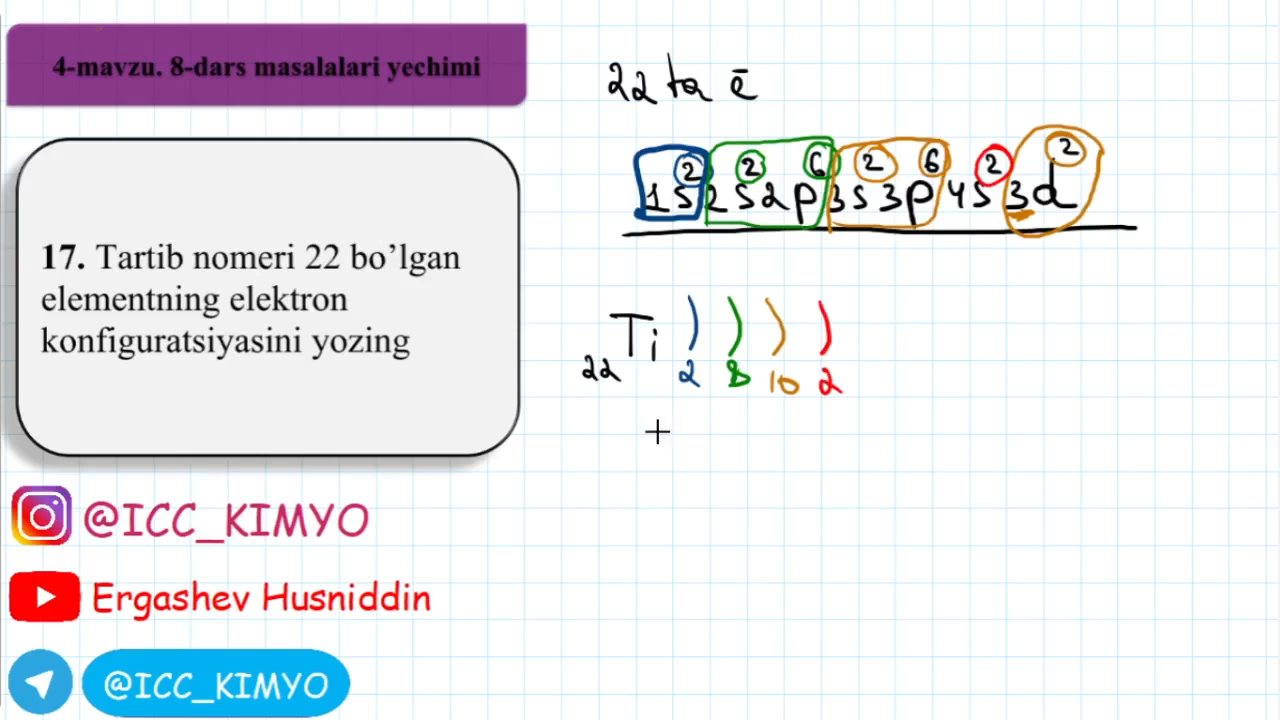 4-mavzu. 8-dars masalalari yechimi
17. Tartib nomeri 22 bo’lgan
elementning elektron
konfiguratsiyasini yozing
@ICC_KIMYO
Ergashev Husniddin
@ICC_KIMYO
22 ta ē
1s² 2s² 2p⁶ 3s² 3p⁶ 4s² 3d²
₂₂Ti ) ) ) )
2 8 10 2